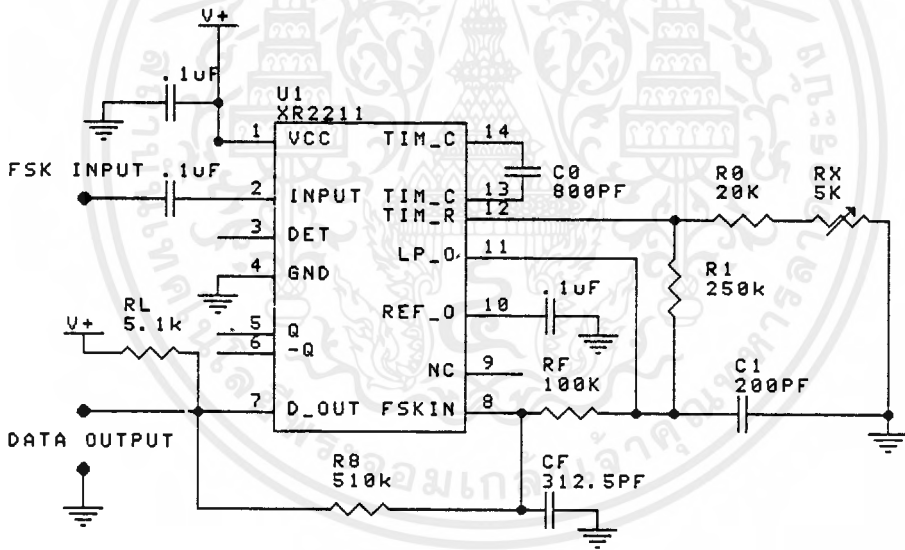 V+
.1uF
U1
XR2211
1 VCC TIM_C 14
FSK INPUT
.1uF
2 INPUT TIM_C 13
C0
800PF
TIM_R 12
R0
20K
RX
5K
3 DET
LP_O 11
4 GND
R1
250k
RL
5.1k
V+
REF_O 10
.1uF
5 Q
6 -Q
NC 9
RF
100K
C1
200PF
7 D_OUT FSKIN 8
DATA OUTPUT
R8
510k
CF
312.5PF